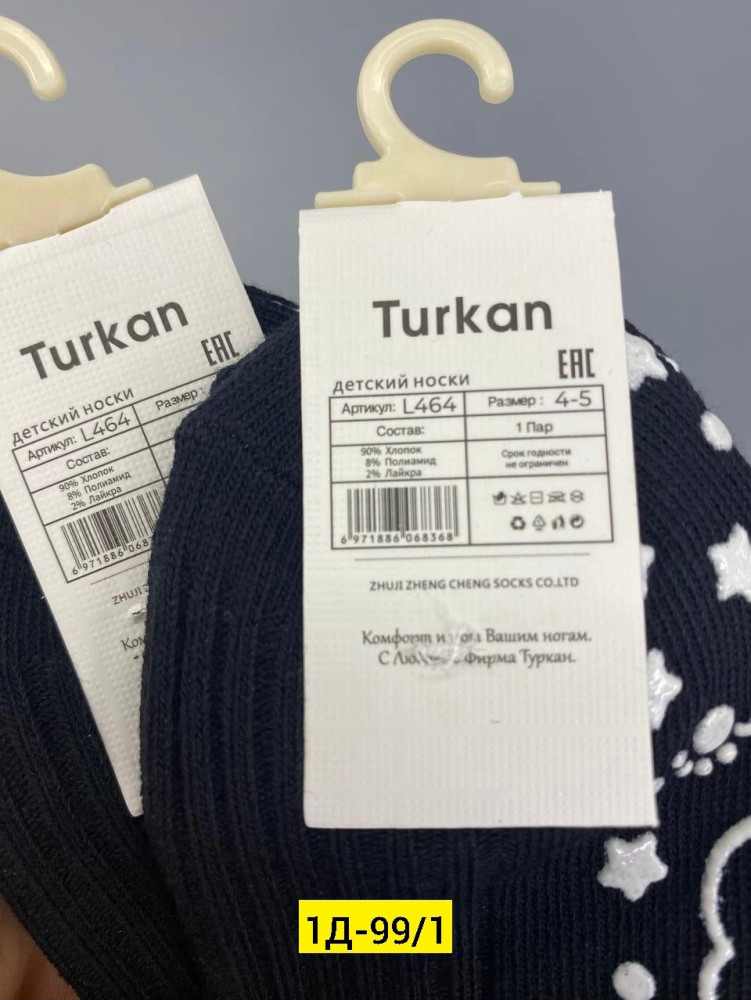 Turkan
EAC
детский носки
Артикул: L464
Размер :
Состав:
90% Хлопок
8% Полиамид
2% Лайкра
ZHUJI
Turkan
EAC
детский носки
Артикул: L464 Размер : 4-5
Состав: 1 Пар
90% Хлопок
8% Полиамид
2% Лайкра
Срок годности
не ограничен
6 971886 068368
ZHUJI ZHENG CHENG SOCKS CO.LTD
Комфорт и Вашим ногам.
С Фирма Туркан.
1Д-99/1